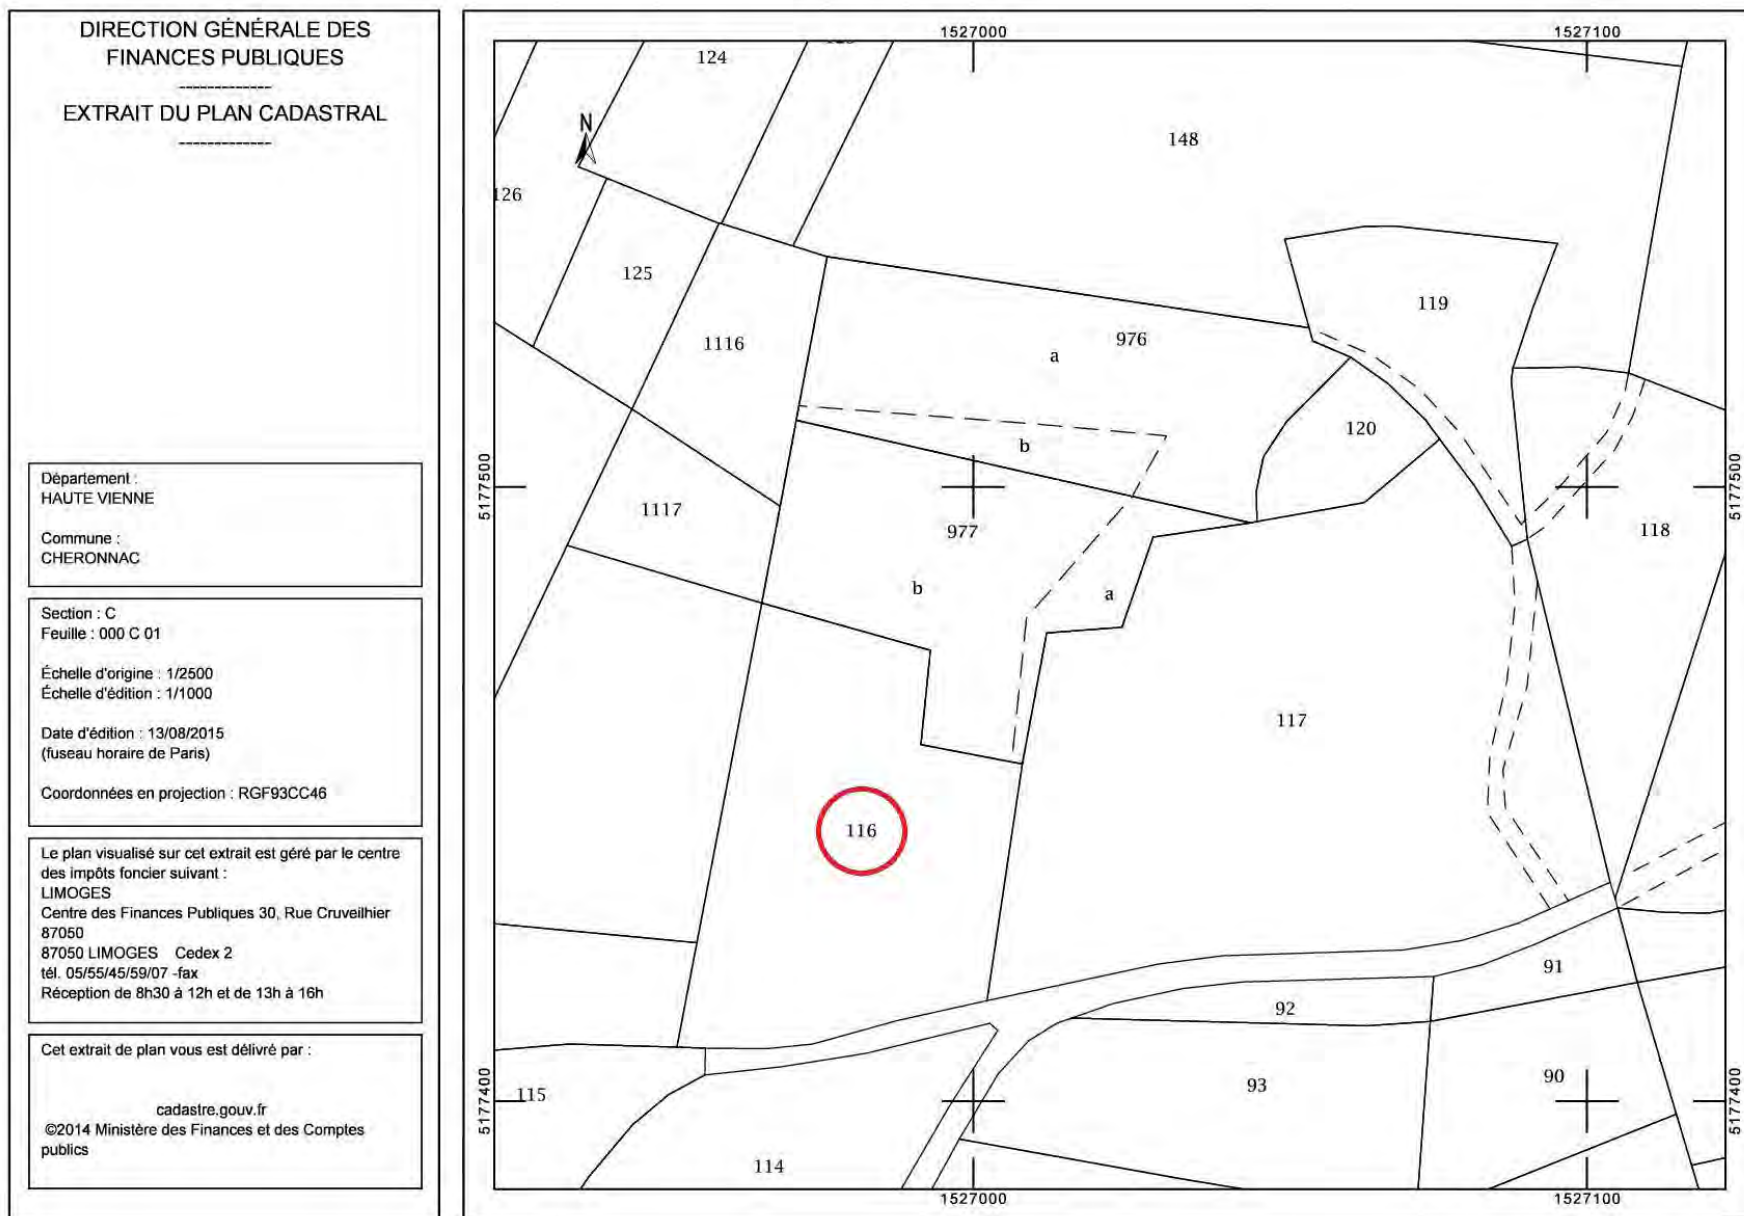 DIRECTION GÉNÉRALE DES
FINANCES PUBLIQUES
-------------
EXTRAIT DU PLAN CADASTRAL
-------------
Département :
HAUTE VIENNE
Commune :
CHERONNAC
Section : C
Feuille : 000 C 01
Échelle d'origine : 1/2500
Échelle d'édition : 1/1000
Date d'édition : 13/08/2015
(fuseau horaire de Paris)
Coordonnées en projection : RGF93CC46
Le plan visualisé sur cet extrait est géré par le centre
des impôts foncier suivant :
LIMOGES
Centre des Finances Publiques 30, Rue Cruveilhier
87050
87050 LIMOGES Cedex 2
tél. 05/55/45/59/07 -fax
Réception de 8h30 à 12h et de 13h à 16h
Cet extrait de plan vous est délivré par :
cadastre.gouv.fr
©2014 Ministère des Finances et des Comptes
publics
1527000
1527100
124
N
148
126
125
119
1116
976
a
120
b
5177500
5177500
1117
977
118
b
a
117
116
91
92
93
90
115
5177400
5177400
114
1527000
1527100